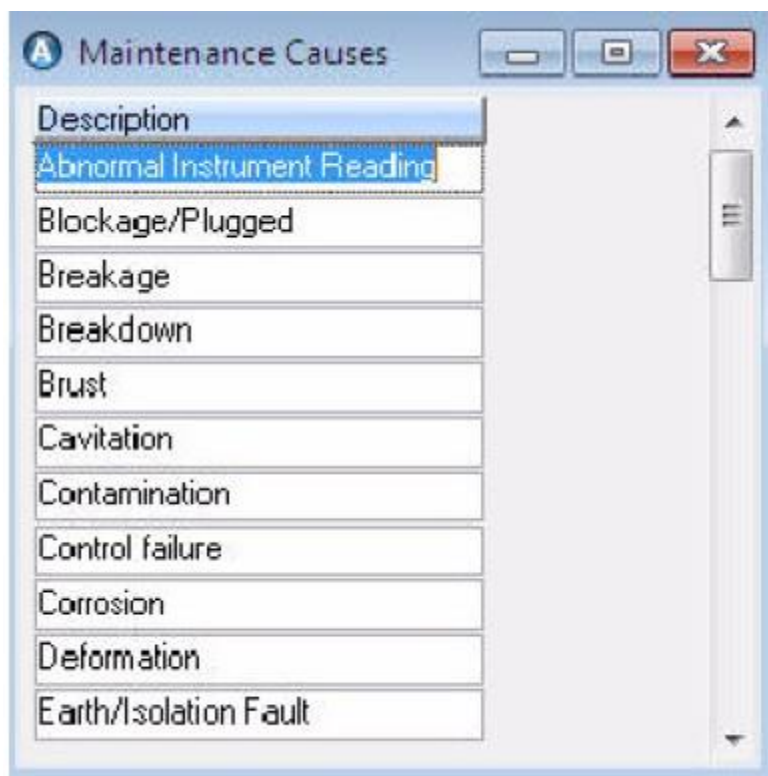 Maintenance Causes
Description
Abnormal Instrument Reading
Blockage/Plugged
Breakage
Breakdown
Brust
Cavitation
Contamination
Control failure
Corrosion
Deformation
Earth/Isolation Fault